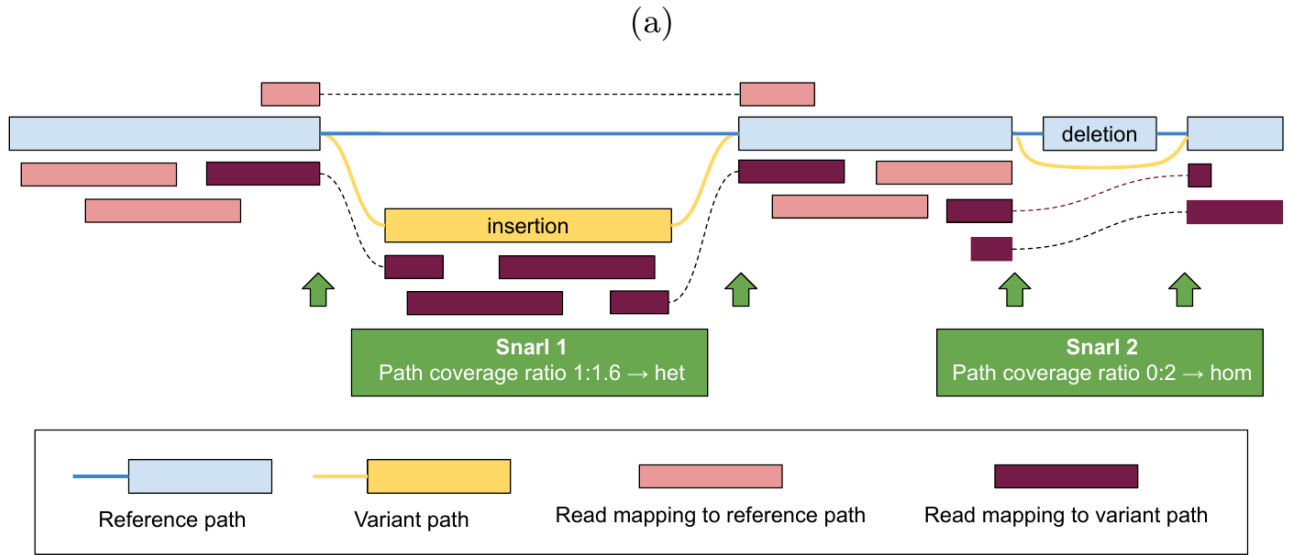 (a)
deletion
insertion
Snarl 1
Path coverage ratio 1:1.6 → het
Snarl 2
Path coverage ratio 0:2 → hom
Reference path
Variant path
Read mapping to reference path
Read mapping to variant path